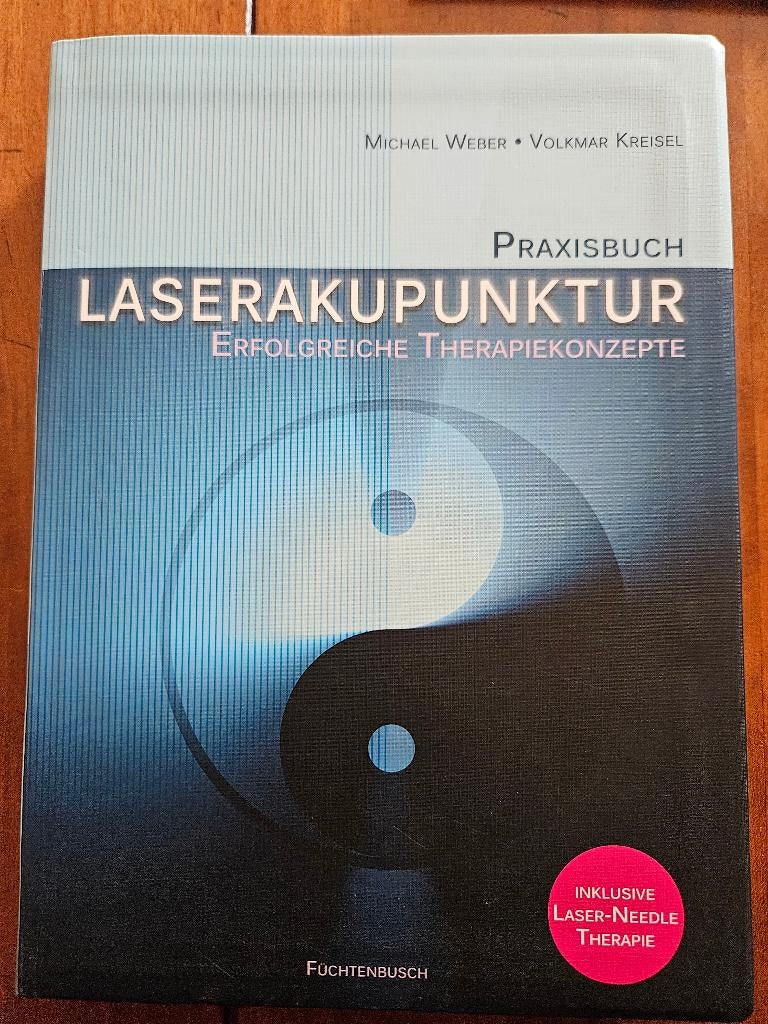 Michael Weber • Volkmar Kreisel
Praxisbuch
LASERAKUPUNKTUR
Erfolgreiche Therapiekonzepte
inklusive
Laser-Needle
Therapie
Füchtenbusch